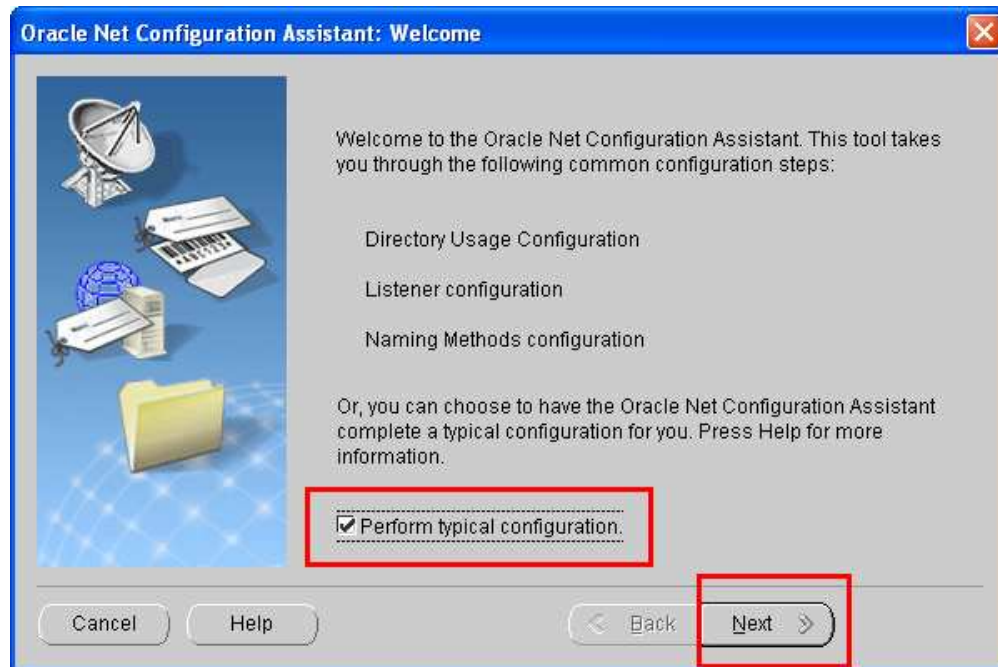 Oracle Net Configuration Assistant: Welcome
Welcome to the Oracle Net Configuration Assistant. This tool takes
you through the following common configuration steps:
Directory Usage Configuration
Listener configuration
Naming Methods configuration
Or, you can choose to have the Oracle Net Configuration Assistant
complete a typical configuration for you. Press Help for more
information.
Perform typical configuration.
Cancel Help Back Next